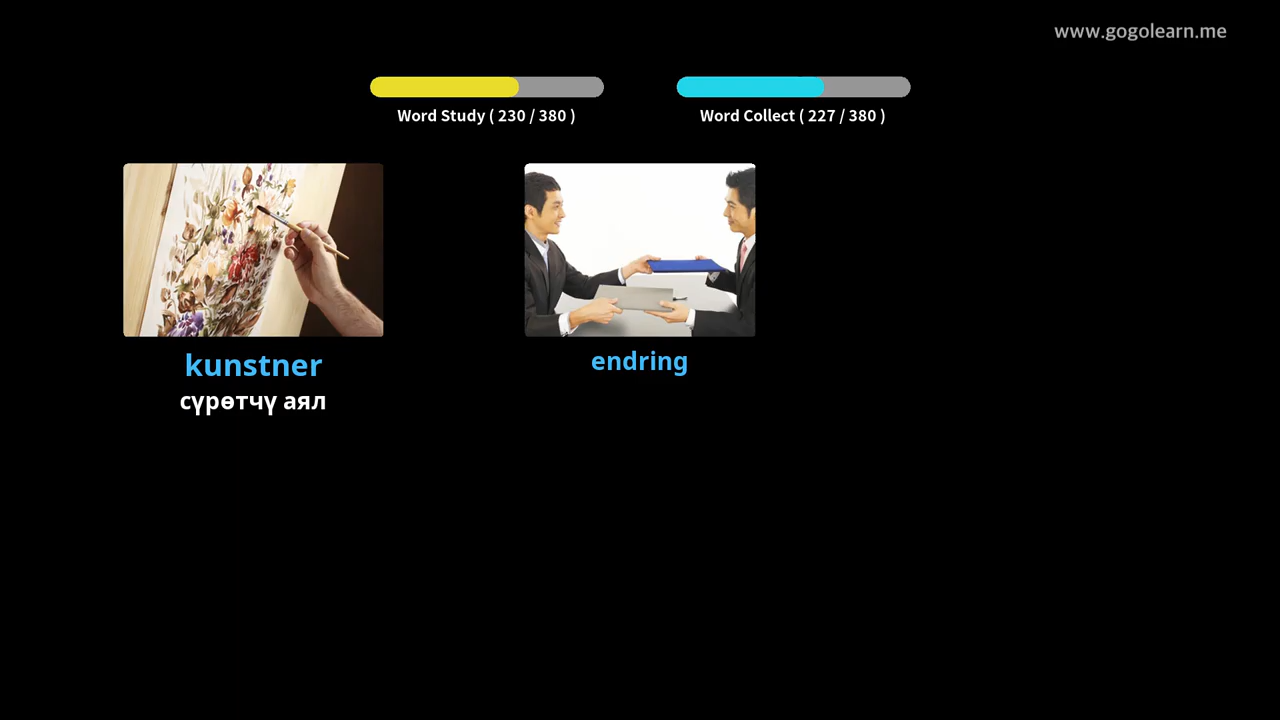 www.gogolearn.me
Word Study ( 230 / 380 )
Word Collect ( 227 / 380 )
kunstner
сүрөтчү аял
endring